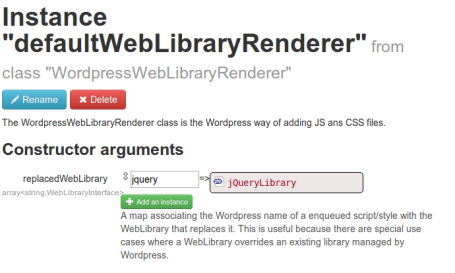 Instance
"defaultWebLibraryRenderer" from
class "WordpressWebLibraryRenderer"
Rename Delete
The WordpressWebLibraryRenderer class is the Wordpress way of adding JS ans CSS files.
Constructor arguments
replacedWebLibrary jquery => jQueryLibrary
array<string,WebLibraryInterface>
Add an instance
A map associating the Wordpress name of a enqueued script/style with the
WebLibrary that replaces it. This is useful because there are special use
cases where a WebLibrary overrides an existing library managed by
Wordpress.